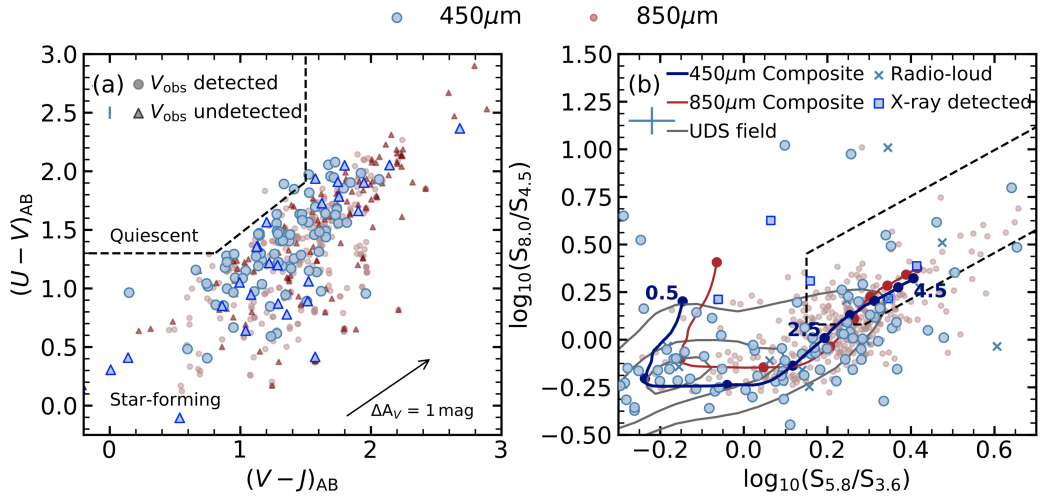 450μm 850μm
(a) V_obs detected
V_obs undetected
Quiescent
Star-forming
ΔA_V = 1 mag
3.0
2.5
2.0
1.5
1.0
0.5
0.0
(U − V)_AB
0 1 2 3
(V − J)_AB
(b) 450μm Composite Radio-loud
850μm Composite X-ray detected
UDS field
0.5
2.5
4.5
1.50
1.25
1.00
0.75
0.50
0.25
0.00
−0.25
−0.50
log₁₀(S₈.₀/S₄.₅)
−0.2 0.0 0.2 0.4 0.6
log₁₀(S₅.₈/S₃.₆)